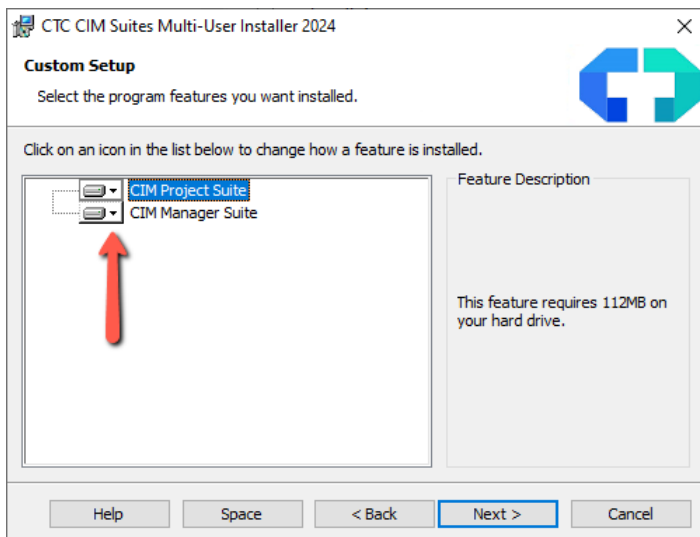 CTC CIM Suites Multi-User Installer 2024
Custom Setup
Select the program features you want installed.
Click on an icon in the list below to change how a feature is installed.
CIM Project Suite
CIM Manager Suite
Feature Description
This feature requires 112MB on
your hard drive.
Help
Space
< Back
Next >
Cancel